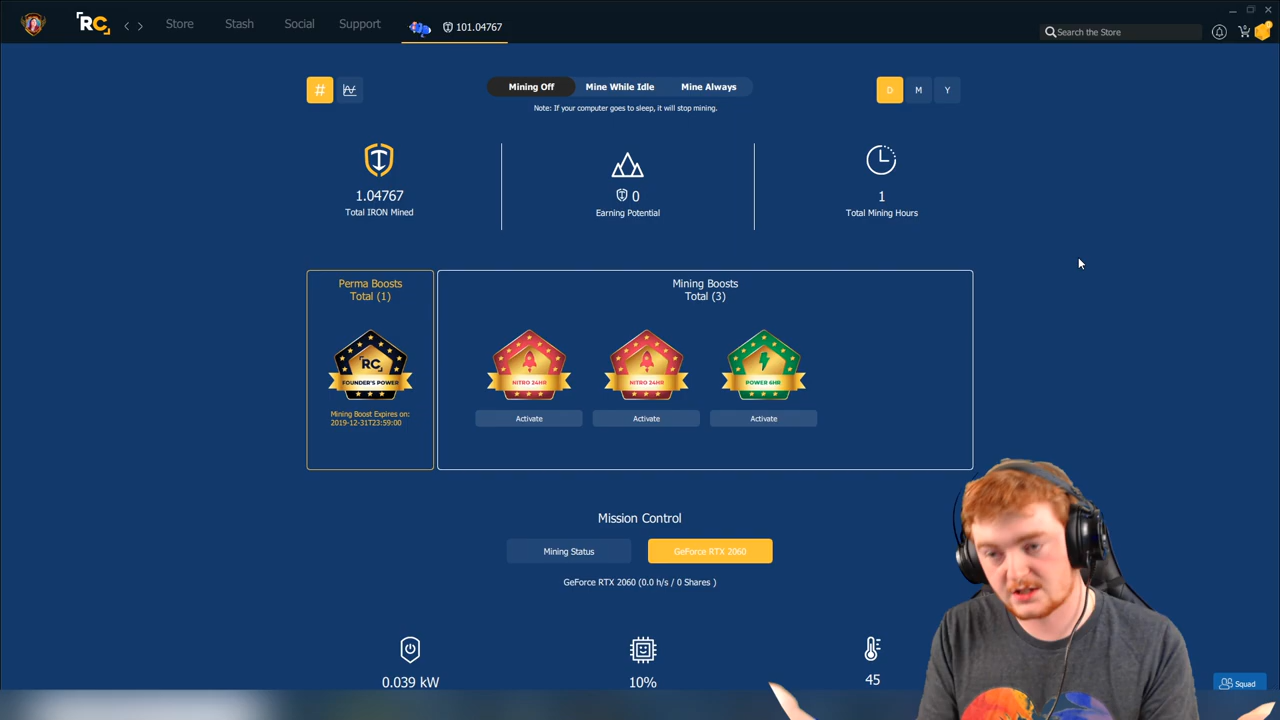 RC
Store
Stash
Social
Support
101.04767
Search the Store
#
Mining Off
Mine While Idle
Mine Always
D
M
Y
Note: If your computer goes to sleep, it will stop mining.
1.04767
Total IRON Mined
0
Earning Potential
1
Total Mining Hours
Perma Boosts
Total (1)
RC
FOUNDER'S POWER
Mining Boost Expires on:
2019-12-31T23:59:00
Mining Boosts
Total (3)
NITRO 24HR
NITRO 24HR
POWER 6HR
Activate
Activate
Activate
Mission Control
Mining Status
GeForce RTX 2060
GeForce RTX 2060 (0.0 h/s / 0 Shares )
0.039 kW
10%
45
Squad